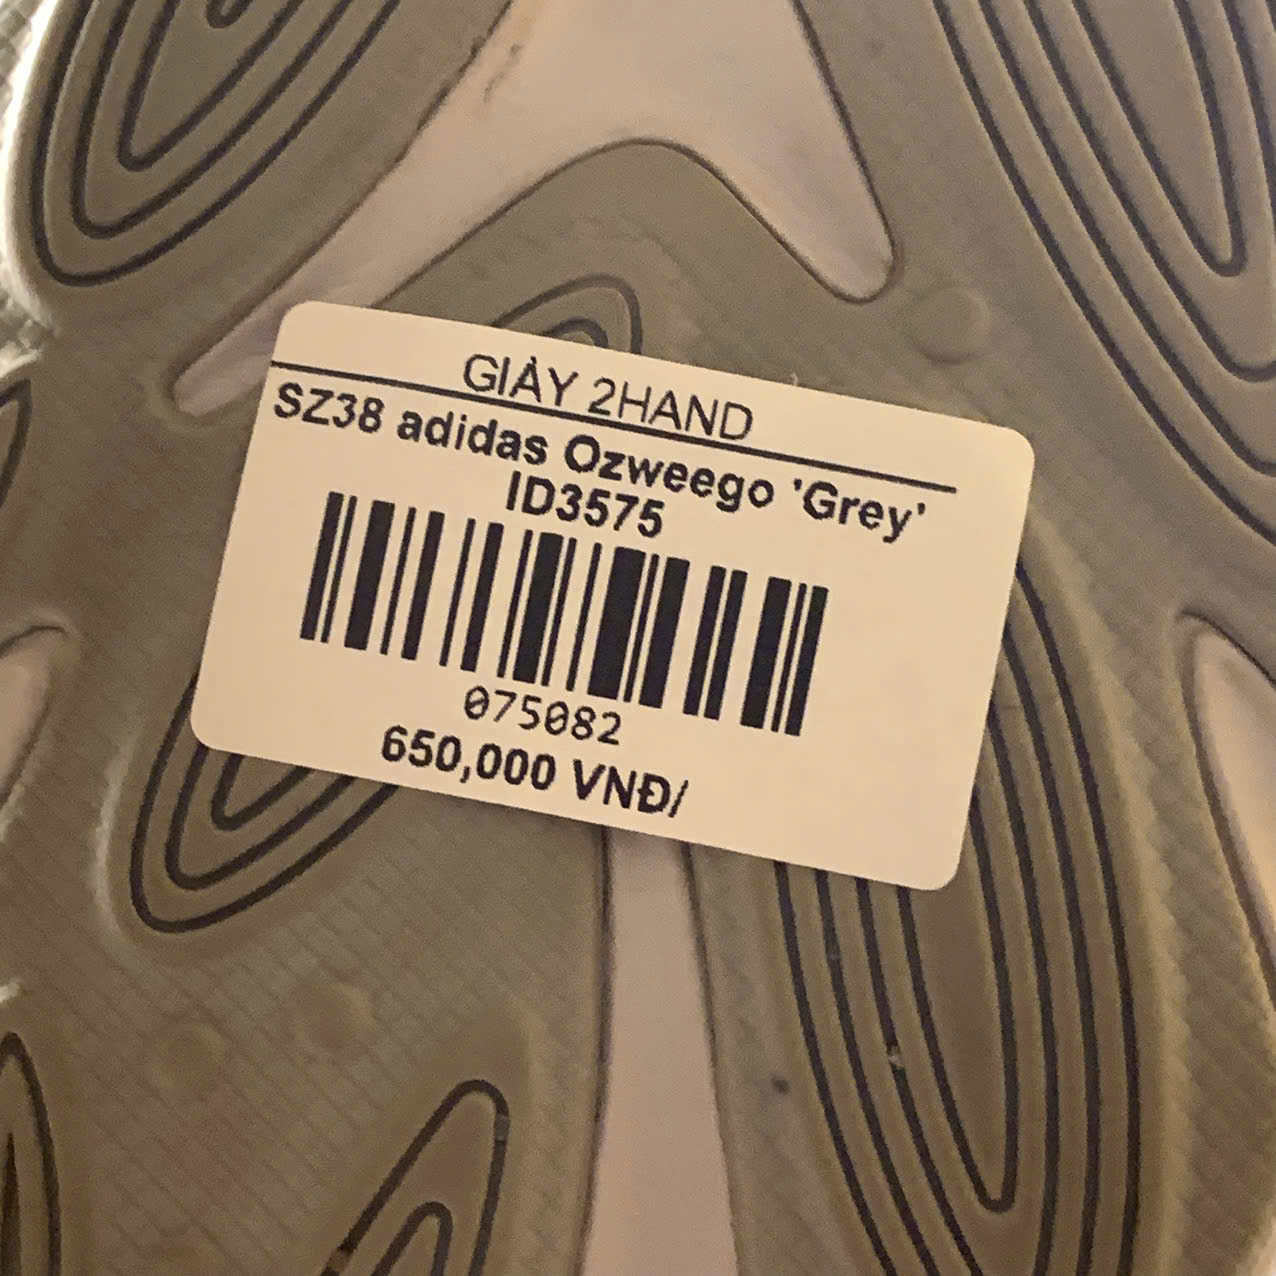 GIÀY 2HAND
SZ38 adidas Ozweego 'Grey'
ID3575
075082
650,000 VNĐ/